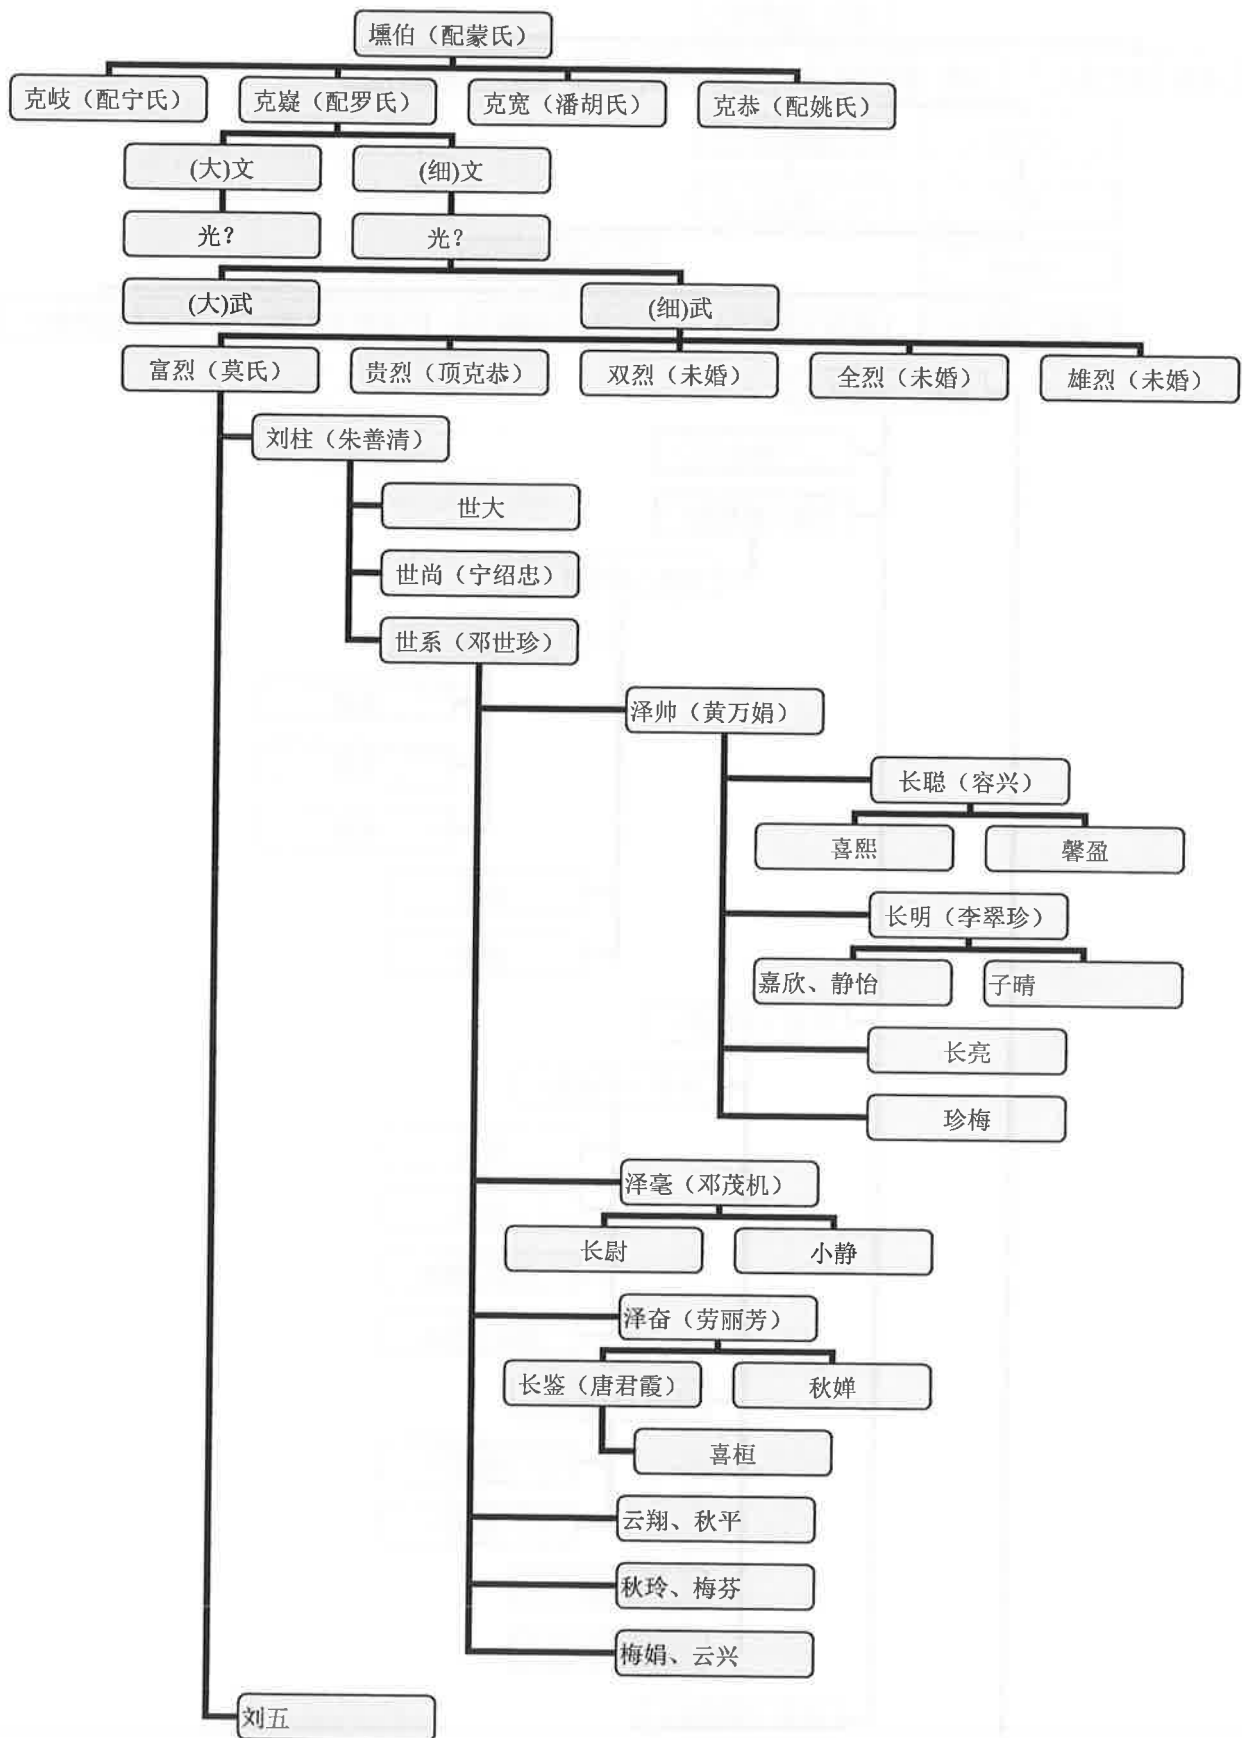 壎伯（配蒙氏）
克岐（配宁氏）
克嶷（配罗氏）
克宽（潘胡氏）
克恭（配姚氏）
(大)文
(细)文
光？
光？
(大)武
(细)武
富烈（莫氏）
贵烈（顶克恭）
双烈（未婚）
全烈（未婚）
雄烈（未婚）
刘柱（朱善清）
世大
世尚（宁绍忠）
世系（邓世珍）
泽帅（黄万娟）
长聪（容兴）
喜熙
馨盈
长明（李翠珍）
嘉欣、静怡
子晴
长亮
珍梅
泽毫（邓茂机）
长尉
小静
泽奋（劳丽芳）
长鉴（唐君霞）
秋婵
喜桓
云翔、秋平
秋玲、梅芬
梅娟、云兴
刘五